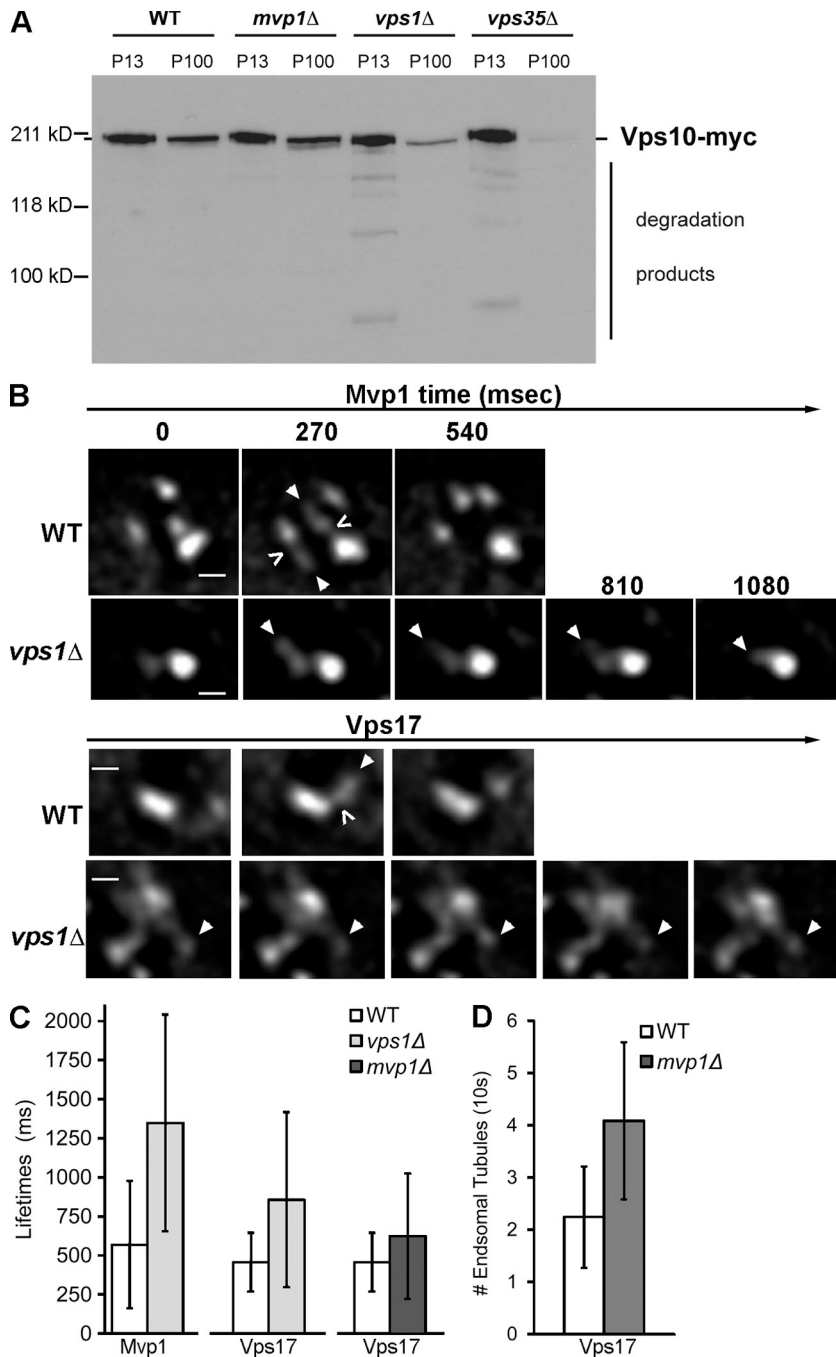 A
WT mvp1Δ vps1Δ vps35Δ
P13 P100 P13 P100 P13 P100 P13 P100
211 kD
Vps10-myc
118 kD
degradation
100 kD
products
B
Mvp1 time (msec)
0 270 540
WT
810 1080
vps1Δ
Vps17
WT
vps1Δ
C
2000
1750
1500
1250
1000
750
500
250
0
Lifetimes (ms)
WT
vps1Δ
mvp1Δ
Mvp1 Vps17 Vps17
D
6
5
4
3
2
1
0
# Endsomal Tubules (10s)
WT
mvp1Δ
Vps17